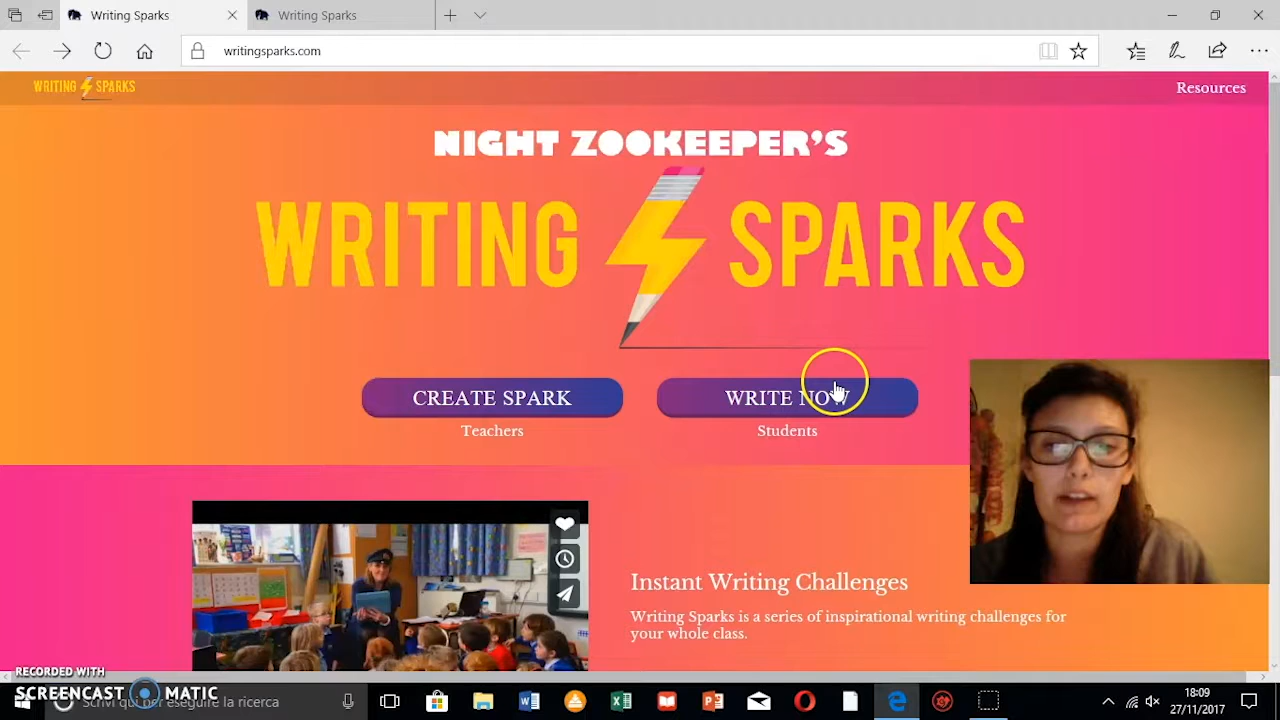 Writing Sparks
Writing Sparks
writingsparks.com
WRITING SPARKS
Resources
NIGHT ZOOKEEPER'S
WRITING SPARKS
CREATE SPARK
WRITE NOW
Teachers
Students
Instant Writing Challenges
Writing Sparks is a series of inspirational writing challenges for
your whole class.
RECORDED WITH
SCREENCAST MATIC
Scrivi qui per eseguire la ricerca
18:09
27/11/2017